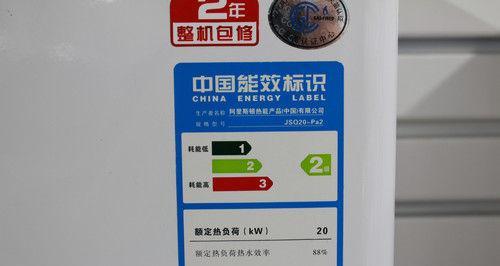 2年
整机包修
中国能效标识
CHINA ENERGY LABEL
生产者名称 阿里斯顿热能产品(中国)有限公司
规格型号 JSQ20-Pa2
耗能低 1
2
2级
耗能高 3
额定热负荷(kW) 20
额定热负荷热水效率 88%